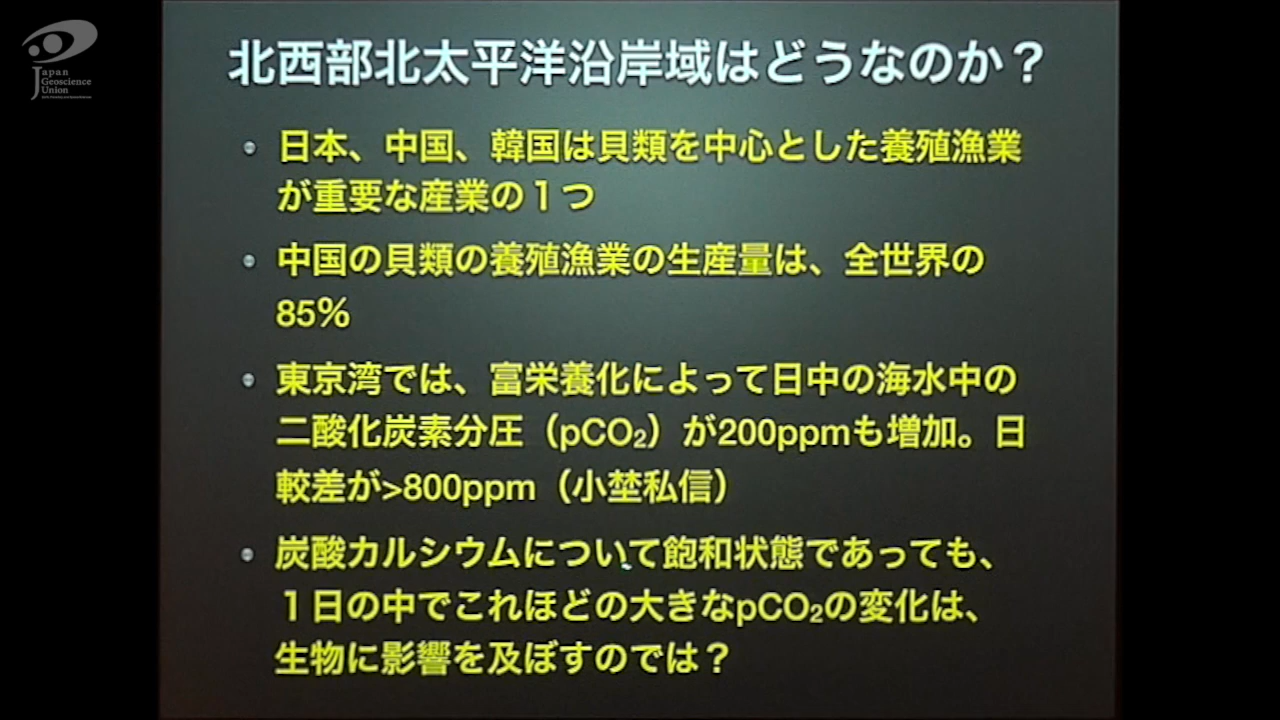 Japan
Geoscience
Union
北西部北太平洋沿岸域はどうなのか？
• 日本、中国、韓国は貝類を中心とした養殖漁業
が重要な産業の１つ
• 中国の貝類の養殖漁業の生産量は、全世界の
85%
• 東京湾では、富栄養化によって日中の海水中の
二酸化炭素分圧（pCO₂）が200ppmも増加。日
較差が>800ppm（小埜私信）
• 炭酸カルシウムについて飽和状態であっても、
１日の中でこれほどの大きなpCO₂の変化は、
生物に影響を及ぼすのでは？